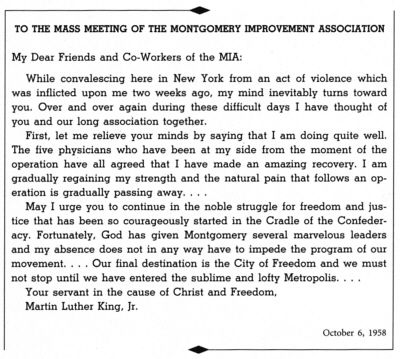 TO THE MASS MEETING OF THE MONTGOMERY IMPROVEMENT ASSOCIATION
My Dear Friends and Co-Workers of the MIA:
While convalescing here in New York from an act of violence which
was inflicted upon me two weeks ago, my mind inevitably turns toward
you. Over and over again during these difficult days I have thought of
you and our long association together.
First, let me relieve your minds by saying that I am doing quite well.
The five physicians who have been at my side from the moment of the
operation have all agreed that I have made an amazing recovery. I am
gradually regaining my strength and the natural pain that follows an op-
eration is gradually passing away. . . .
May I urge you to continue in the noble struggle for freedom and jus-
tice that has been so courageously started in the Cradle of the Confeder-
acy. Fortunately, God has given Montgomery several marvelous leaders
and my absence does not in any way have to impede the program of our
movement. . . . Our final destination is the City of Freedom and we must
not stop until we have entered the sublime and lofty Metropolis. . . .
Your servant in the cause of Christ and Freedom,
Martin Luther King, Jr.
October 6, 1958